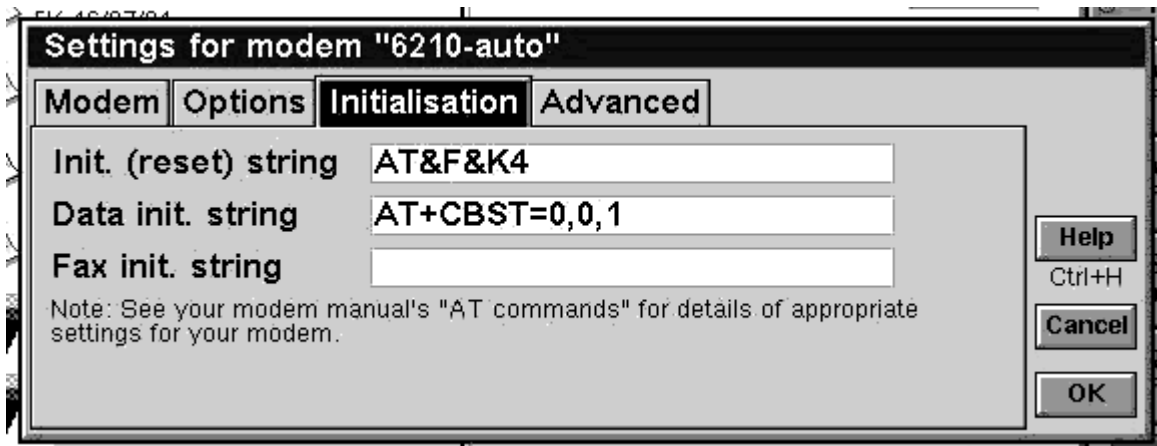 Settings for modem "6210-auto"
Modem Options Initialisation Advanced
Init. (reset) string AT&F&K4
Data init. string AT+CBST=0,0,1
Fax init. string
Note: See your modem manual's "AT commands" for details of appropriate
settings for your modem.
Help
Ctrl+H
Cancel
OK